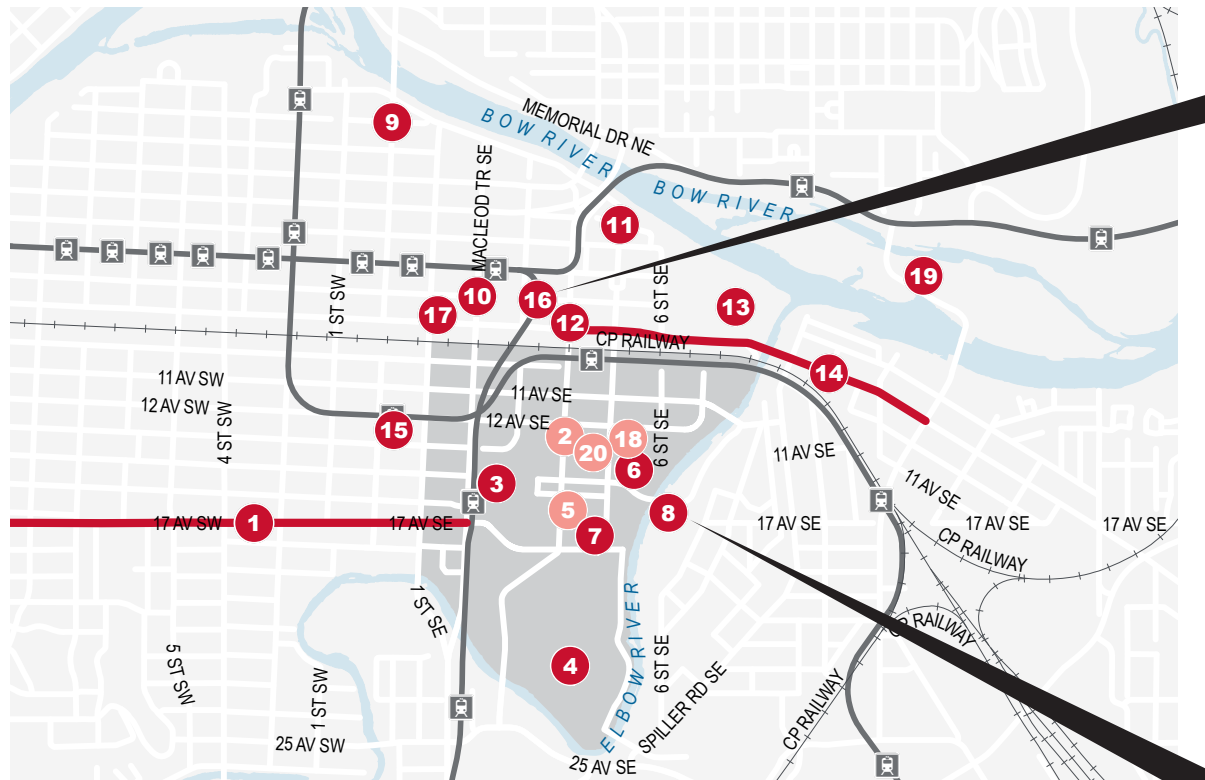 9
MEMORIAL DR NE
BOW RIVER
BOW RIVER
MACLEOD TR SE
11
19
6 ST SE
10
16
13
1 ST SW
17
12
CP RAILWAY
14
11 AV SW
12 AV SW
4 ST SW
15
11 AV SE
12 AV SE
2
20
18
6
6 ST SE
11 AV SE
11 AV SE
3
5
7
8
17 AV SW
1
17 AV SE
17 AV SE
17 AV SE
17 AV SE
CP RAILWAY
1 ST SE
ELBOW RIVER
6 ST SE
CP RAILWAY
5 ST SW
1 ST SW
4
SPILLER RD SE
CP RAILWAY
25 AV SW
25 AV SE